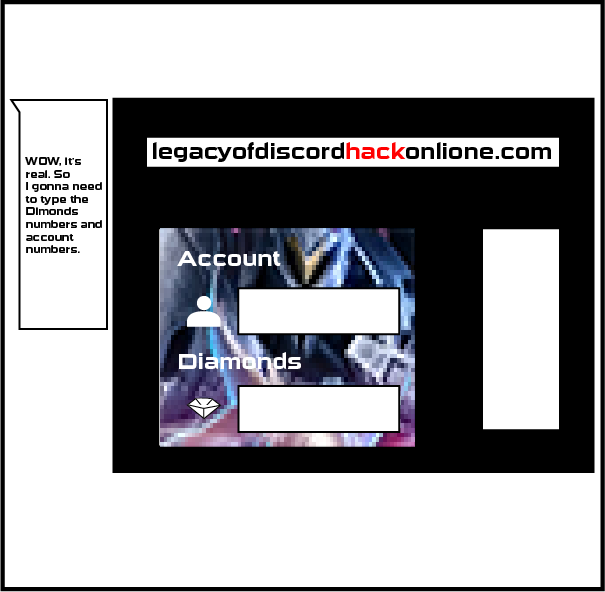 WOW, it's
real. So
I gonna need
to type the
Dimonds
numbers and
account
numbers.
legacyofdiscordhackonlione.com
Account
Diamonds